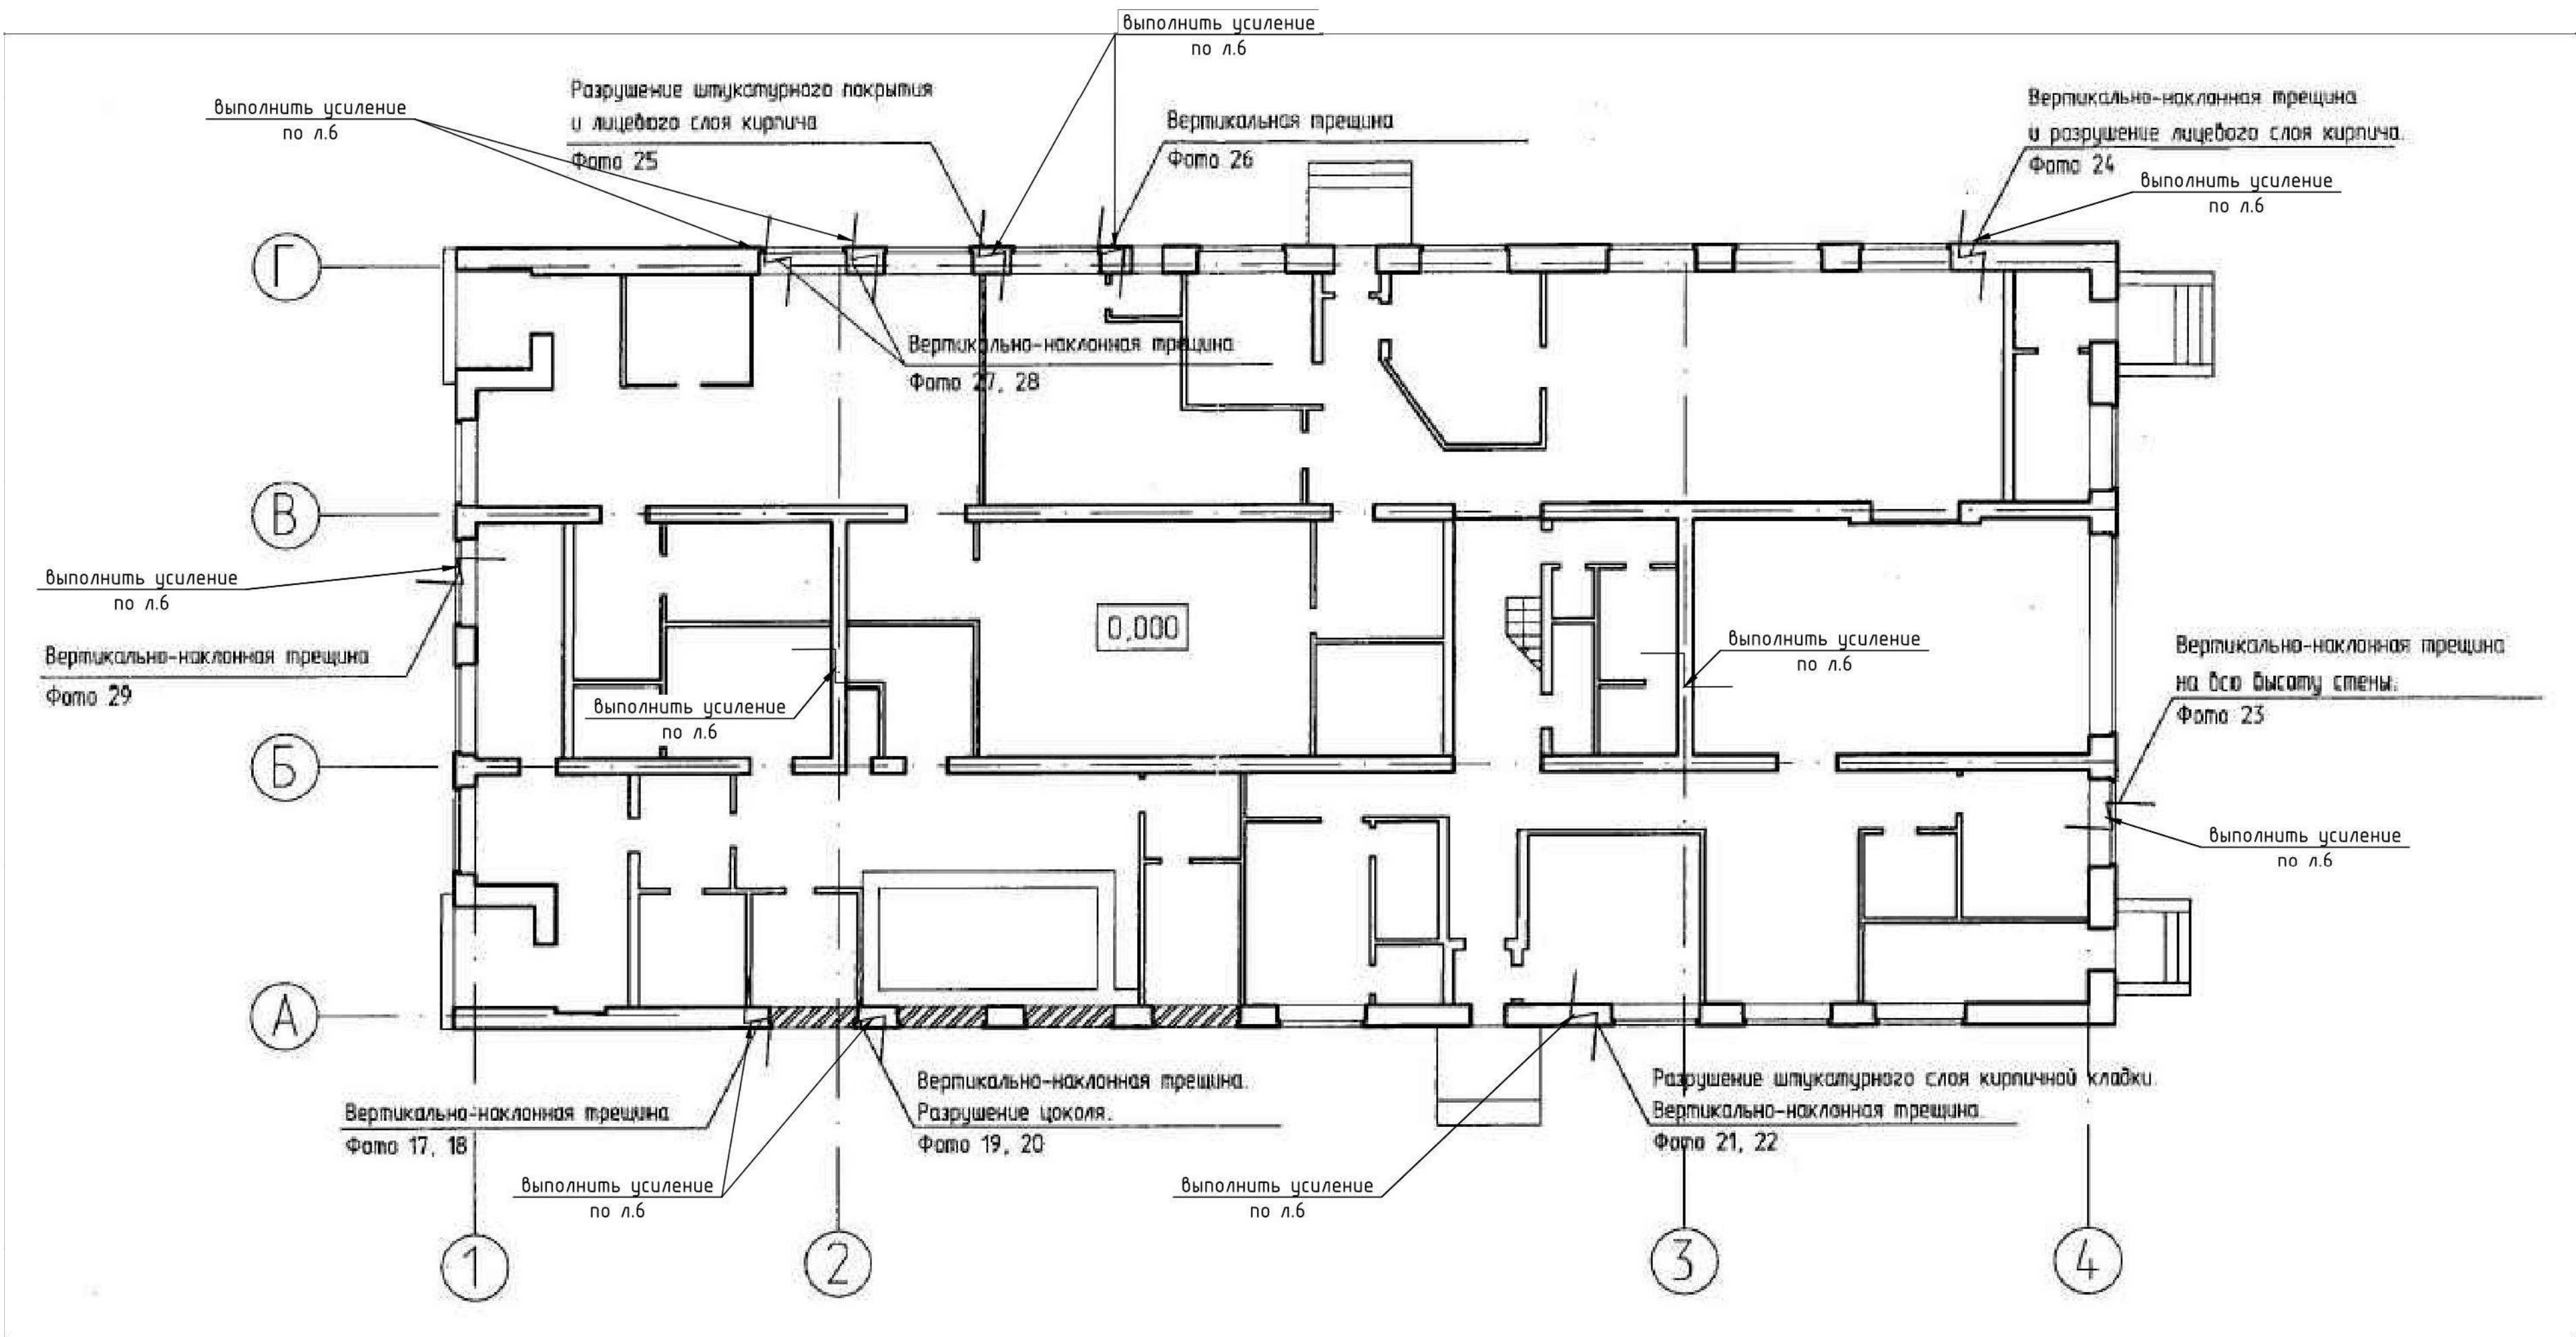 выполнить усиление
по л.6
выполнить усиление
по л.6
Разрушение штукатурного покрытия
и лицевого слоя кирпича
Фото 25
Вертикальная трещина
Фото 26
Вертикально-наклонная трещина
и разрушение лицевого слоя кирпича.
Фото 24
выполнить усиление
по л.6
Г
Вертикально-наклонная трещина
Фото 27, 28
В
выполнить усиление
по л.6
Вертикально-наклонная трещина
Фото 29
0,000
выполнить усиление
по л.6
выполнить усиление
по л.6
Вертикально-наклонная трещина
на всю высоту стены.
Фото 23
Б
выполнить усиление
по л.6
А
Вертикально-наклонная трещина
Фото 17, 18
Вертикально-наклонная трещина.
Разрушение цоколя.
Фото 19, 20
Разрушение штукатурного слоя кирпичной кладки.
Вертикально-наклонная трещина.
Фото 21, 22
выполнить усиление
по л.6
выполнить усиление
по л.6
1
2
3
4